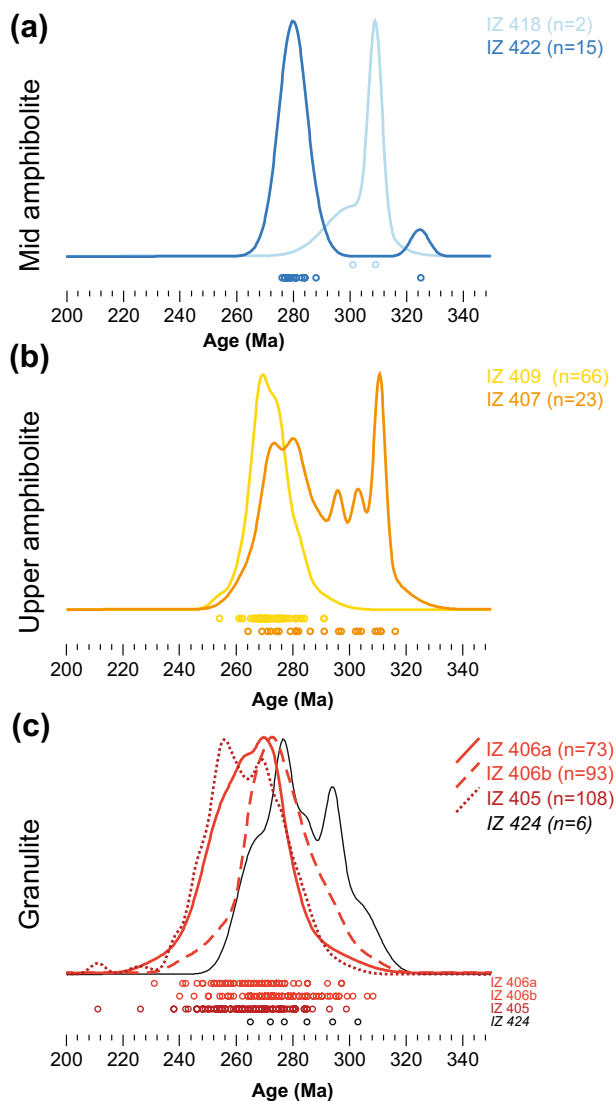 (a)
IZ 418 (n=2)
IZ 422 (n=15)
Mid amphibolite
200 220 240 260 280 300 320 340
Age (Ma)
(b)
IZ 409 (n=66)
IZ 407 (n=23)
Upper amphibolite
200 220 240 260 280 300 320 340
Age (Ma)
(c)
IZ 406a (n=73)
IZ 406b (n=93)
IZ 405 (n=108)
IZ 424 (n=6)
Granulite
IZ 406a
IZ 406b
IZ 405
IZ 424
200 220 240 260 280 300 320 340
Age (Ma)